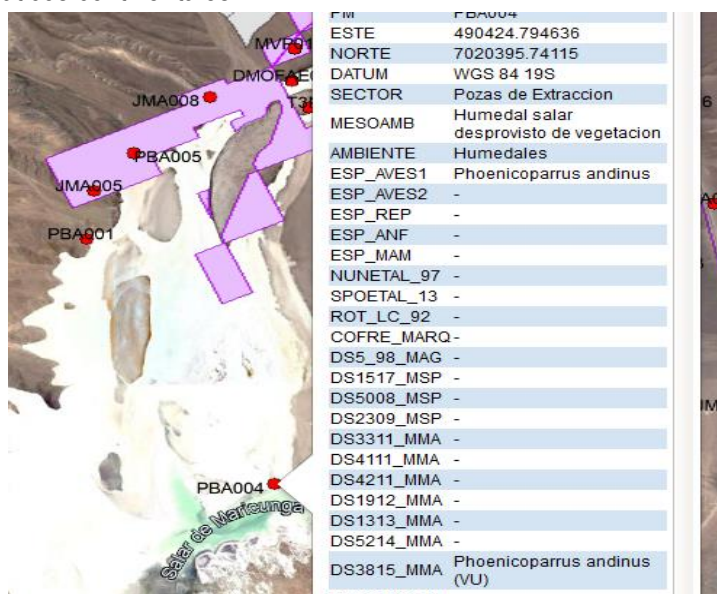 MVP01
DMOFAE
JMA008
T3
PBA005
JMA005
PBA001
PBA004
Salar de Maricunga
PM PBA004
ESTE 490424.794636
NORTE 7020395.74115
DATUM WGS 84 19S
SECTOR Pozas de Extraccion
MESOAMB Humedal salar
desprovisto de vegetacion
AMBIENTE Humedales
ESP_AVES1 Phoenicoparrus andinus
ESP_AVES2 -
ESP_REP -
ESP_ANF -
ESP_MAM -
NUNETAL_97 -
SPOETAL_13 -
ROT_LC_92 -
COFRE_MARQ -
DS5_98_MAG -
DS1517_MSP -
DS5008_MSP -
DS2309_MSP -
DS3311_MMA -
DS4111_MMA -
DS4211_MMA -
DS1912_MMA -
DS1313_MMA -
DS5214_MMA -
DS3815_MMA Phoenicoparrus andinus
(VU)